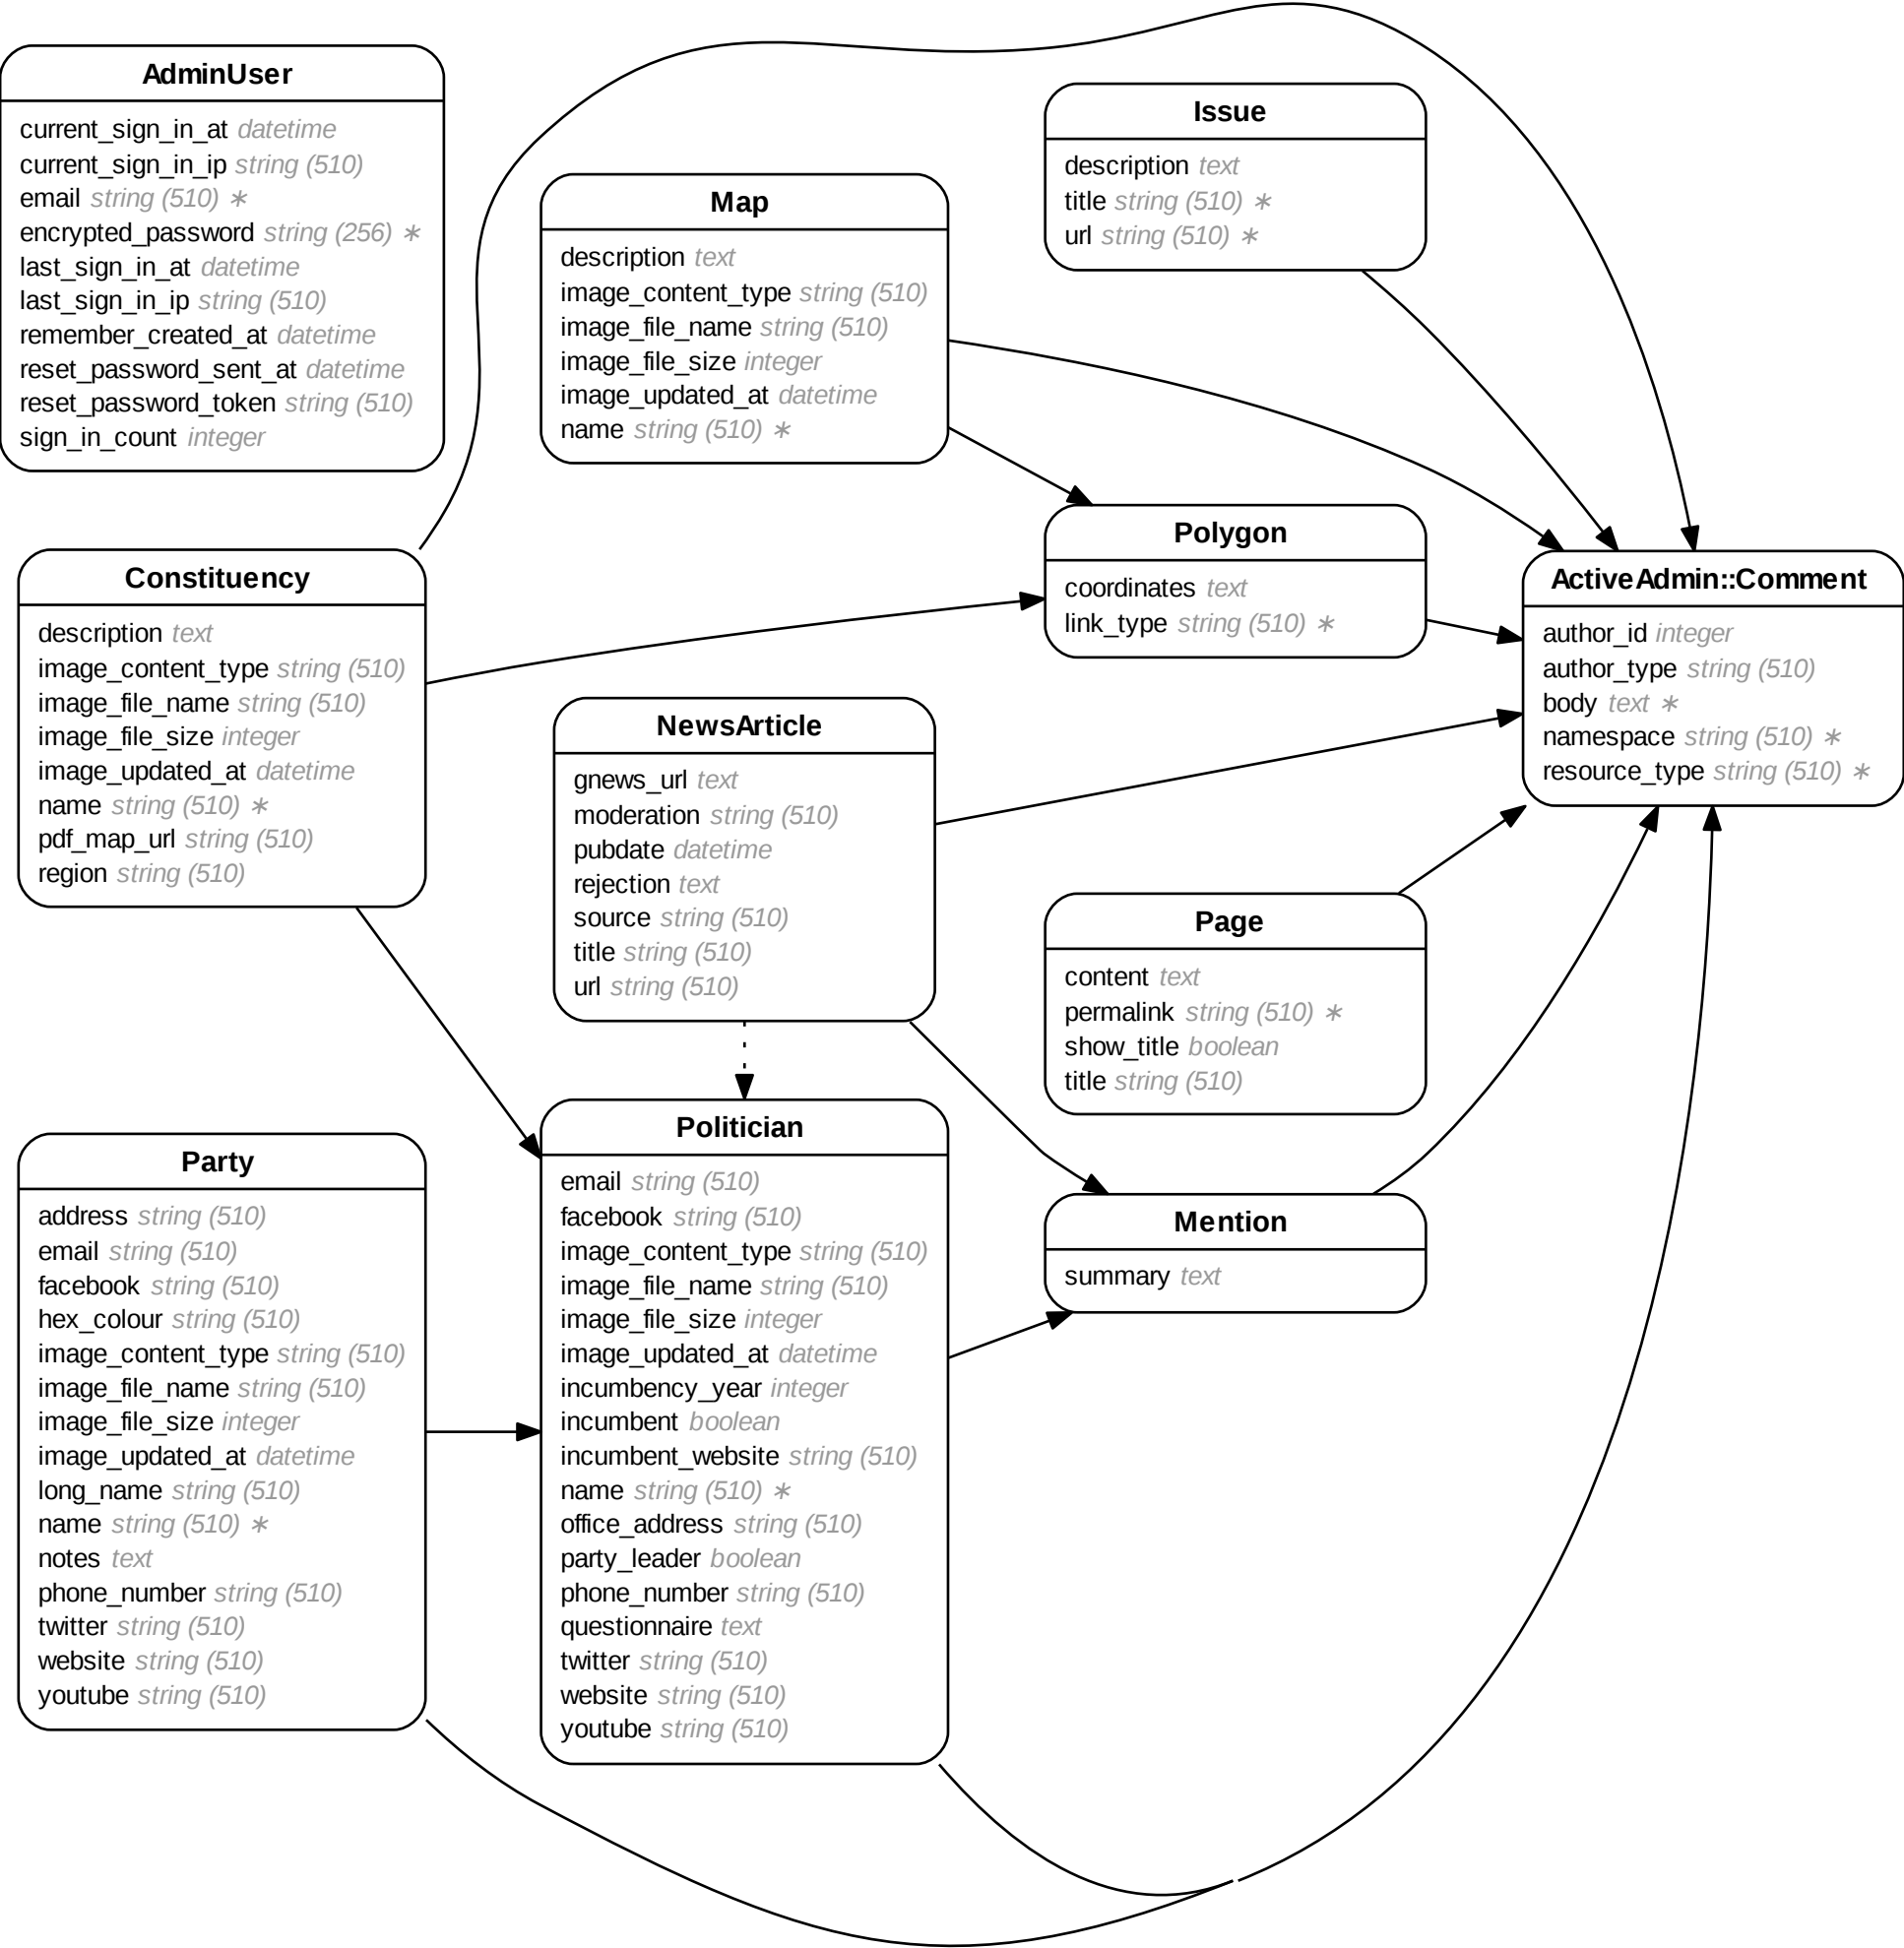 AdminUser
current_sign_in_at datetime
current_sign_in_ip string (510)
email string (510) ∗
encrypted_password string (256) ∗
last_sign_in_at datetime
last_sign_in_ip string (510)
remember_created_at datetime
reset_password_sent_at datetime
reset_password_token string (510)
sign_in_count integer
Map
description text
image_content_type string (510)
image_file_name string (510)
image_file_size integer
image_updated_at datetime
name string (510) ∗
Issue
description text
title string (510) ∗
url string (510) ∗
Constituency
description text
image_content_type string (510)
image_file_name string (510)
image_file_size integer
image_updated_at datetime
name string (510) ∗
pdf_map_url string (510)
region string (510)
Polygon
coordinates text
link_type string (510) ∗
ActiveAdmin::Comment
author_id integer
author_type string (510)
body text ∗
namespace string (510) ∗
resource_type string (510) ∗
NewsArticle
gnews_url text
moderation string (510)
pubdate datetime
rejection text
source string (510)
title string (510)
url string (510)
Page
content text
permalink string (510) ∗
show_title boolean
title string (510)
Party
address string (510)
email string (510)
facebook string (510)
hex_colour string (510)
image_content_type string (510)
image_file_name string (510)
image_file_size integer
image_updated_at datetime
long_name string (510)
name string (510) ∗
notes text
phone_number string (510)
twitter string (510)
website string (510)
youtube string (510)
Politician
email string (510)
facebook string (510)
image_content_type string (510)
image_file_name string (510)
image_file_size integer
image_updated_at datetime
incumbency_year integer
incumbent boolean
incumbent_website string (510)
name string (510) ∗
office_address string (510)
party_leader boolean
phone_number string (510)
questionnaire text
twitter string (510)
website string (510)
youtube string (510)
Mention
summary text